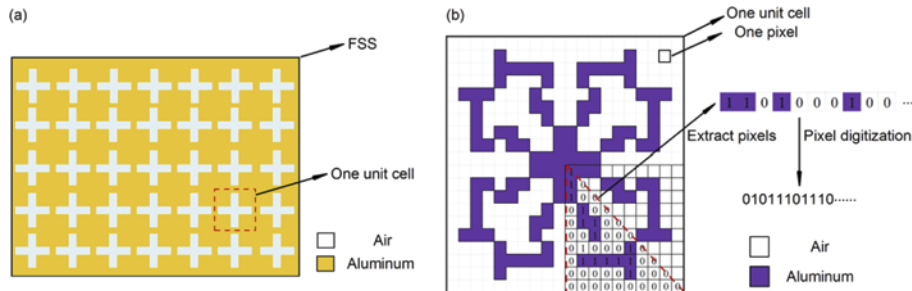 (a)
FSS
One unit cell
Air
Aluminum
(b)
One unit cell
One pixel
1 1 0 1 0 0 0 1 0 0 ...
Extract pixels
Pixel digitization
01011101110······
Air
Aluminum